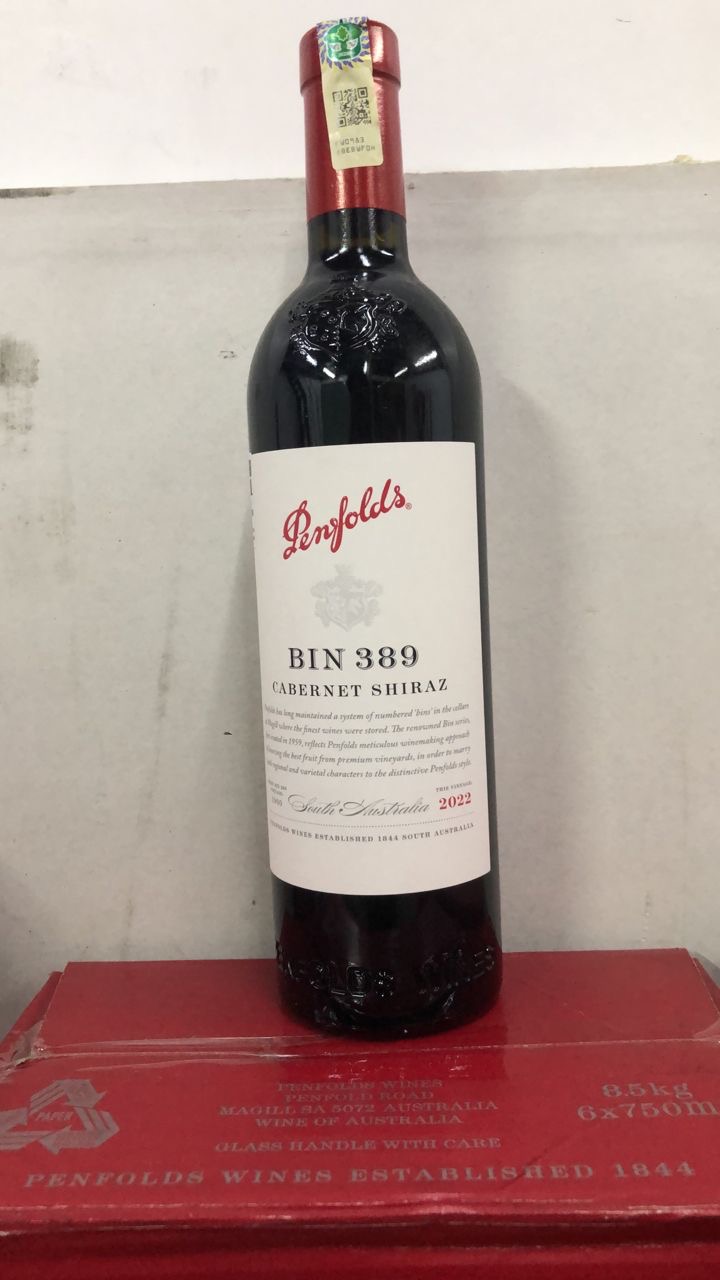 Penfolds®
BIN 389
CABERNET SHIRAZ
has long maintained a system of numbered 'bins' in the cellars
Magill where the finest wines were stored. The renowned Bin series,
created in 1959, reflects Penfolds meticulous winemaking approach
the best fruit from premium vineyards, in order to marry
regional and varietal characters to the distinctive Penfolds style.
South Australia
THIS VINTAGE
2022
PENFOLDS WINES ESTABLISHED 1844 SOUTH AUSTRALIA
PENFOLDS WINES
PAPER
PENFOLDS WINES
PENFOLD ROAD
MAGILL SA 5072 AUSTRALIA
WINE OF AUSTRALIA
GLASS HANDLE WITH CARE
8.5kg
6x750m
PENFOLDS WINES ESTABLISHED 1844